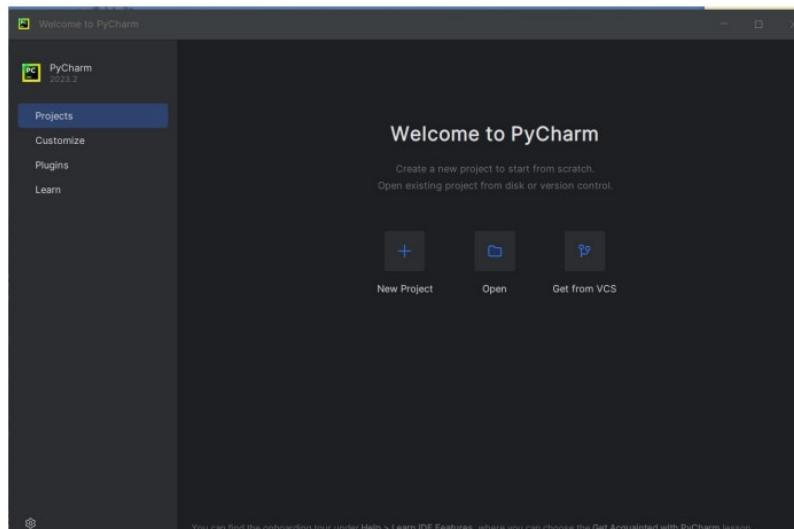 Welcome to PyCharm
PC
PyCharm
2023.2
Projects
Customize
Plugins
Learn
Welcome to PyCharm
Create a new project to start from scratch.
Open existing project from disk or version control.
New Project
Open
Get from VCS
You can find the onboarding tour under Help > Learn IDE Features, where you can choose the Get Acquainted with PyCharm lesson